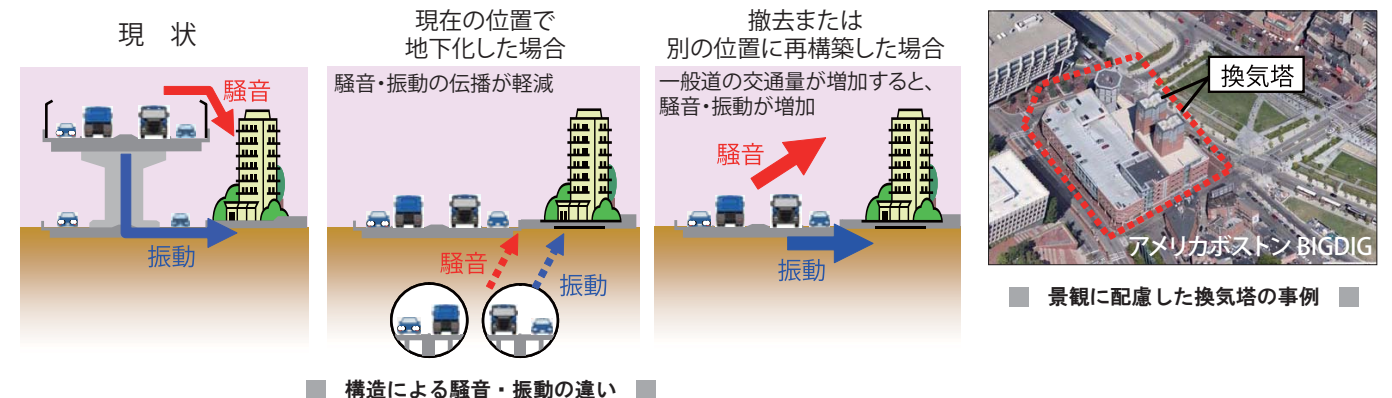 現　状
騒音
振動
現在の位置で
地下化した場合
騒音・振動の伝播が軽減
騒音
振動
撤去または
別の位置に再構築した場合
一般道の交通量が増加すると、
騒音・振動が増加
騒音
振動
構造による騒音・振動の違い
換気塔
アメリカボストン BIGDIG
景観に配慮した換気塔の事例